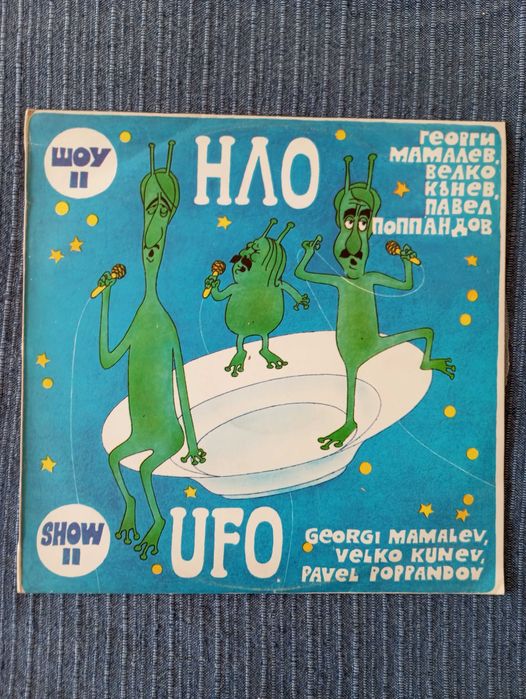 ШОУ
II
НЛО
ГЕОРГИ
МАМАЛЕВ,
ВЕЛКО
КЪНЕВ,
ПАВЕЛ
ПОППАНДОВ
SHOW
II
UFO
GEORGI MAMALEV,
VELKO KUNEV,
PAVEL POPPANDOV